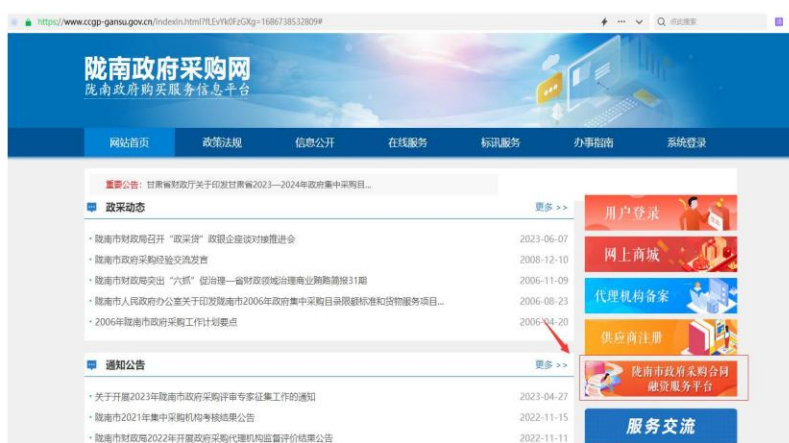 https://www.ccgp-gansu.gov.cn/indexln.html?ftLEvYk0FzGXg=1686738532809#
点此搜索
陇南政府采购网
陇南政府购买服务信息平台
网站首页 政策法规 信息公开 在线服务 标讯服务 办事指南 系统登录
重要公告：甘肃省财政厅关于印发甘肃省2023—2024年政府集中采购目...
政采动态 更多 >>
· 陇南市财政局召开“政采贷”政银企座谈对接推进会 2023-06-07
· 陇南市政府采购经验交流发言 2008-12-10
· 陇南市财政局突出“六抓”促治理—省财政领域治理商业贿赂简报31期 2006-11-09
· 陇南市人民政府办公室关于印发陇南市2006年政府集中采购目录限额标准和货物服务项目... 2006-08-23
· 2006年陇南市政府采购工作计划要点 2006-04-20
用户登录
网上商城
代理机构备案
供应商注册
陇南市政府采购合同
融资服务平台
通知公告 更多 >>
· 关于开展2023年陇南市政府采购评审专家征集工作的通知 2023-04-27
· 陇南市2021年集中采购机构考核结果公告 2022-11-15
· 陇南市财政局2022年开展政府采购代理机构监督评价结果公告 2022-11-11
服务交流